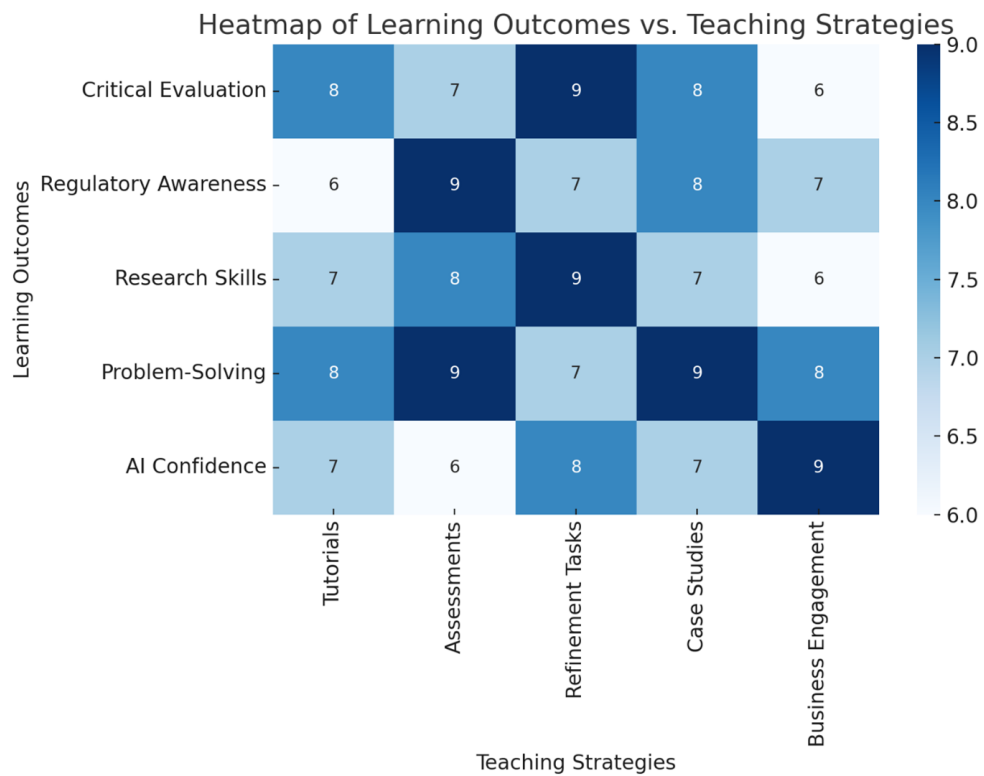 Heatmap of Learning Outcomes vs. Teaching Strategies
Learning Outcomes
Critical Evaluation 8 7 9 8 6
Regulatory Awareness 6 9 7 8 7
Research Skills 7 8 9 7 6
Problem-Solving 8 9 7 9 8
AI Confidence 7 6 8 7 9
Tutorials
Assessments
Refinement Tasks
Case Studies
Business Engagement
Teaching Strategies
9.0
8.5
8.0
7.5
7.0
6.5
6.0